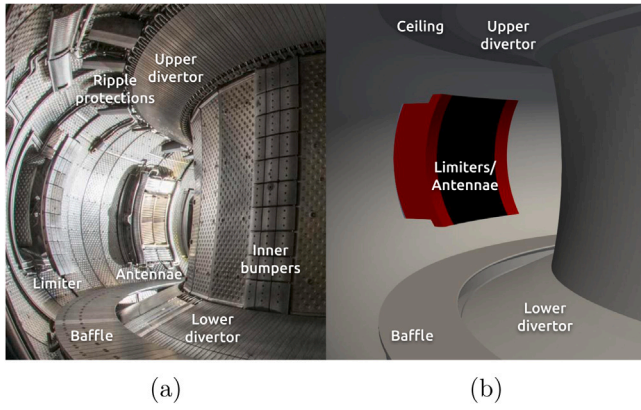 Upper
divertor
Ripple
protections
Limiter
Antennae
Inner
bumpers
Baffle
Lower
divertor
Ceiling
Upper
divertor
Limiters/
Antennae
Lower
divertor
Baffle
(a)
(b)